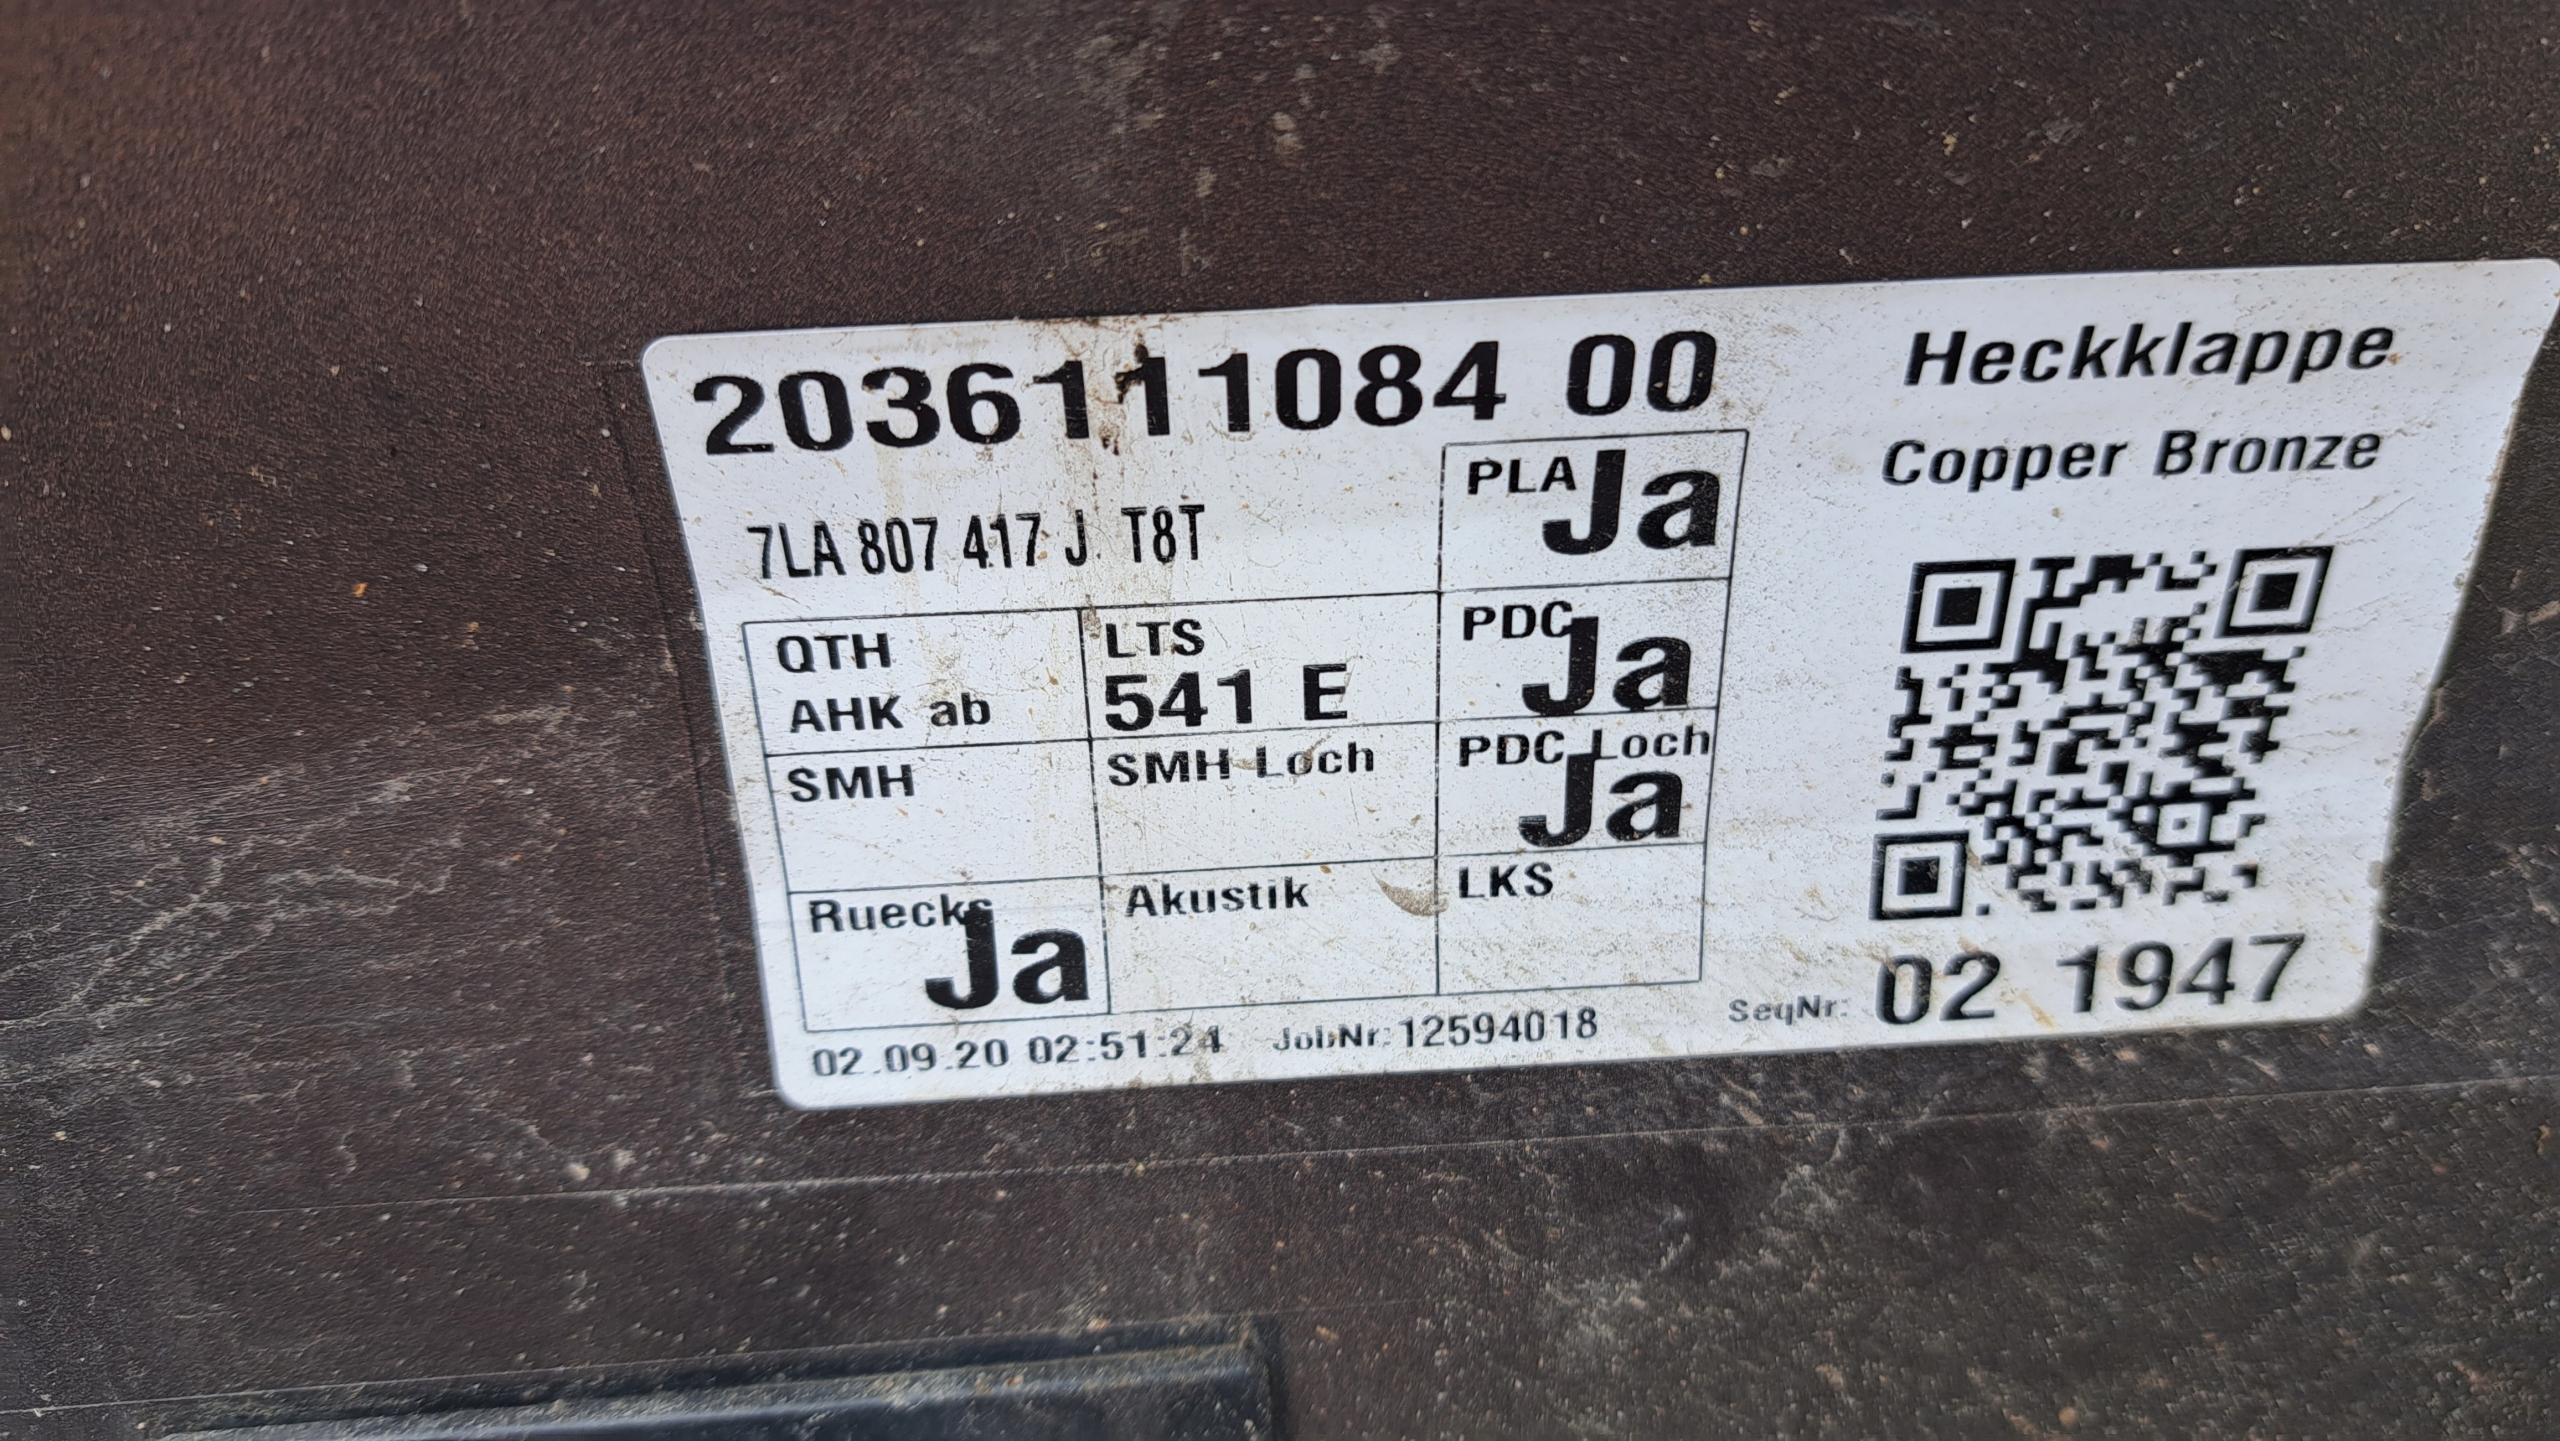 2036111084 00
Heckklappe
Copper Bronze
7LA 807 417 J T8T
PLA Ja
QTH
AHK ab
LTS
541 E
PDC Ja
SMH
SMH Loch
PDC Loch
Ja
Ruecks
Ja
Akustik
LKS
02.09.20 02:51:24 JobNr:12594018
SeqNr: 02 1947